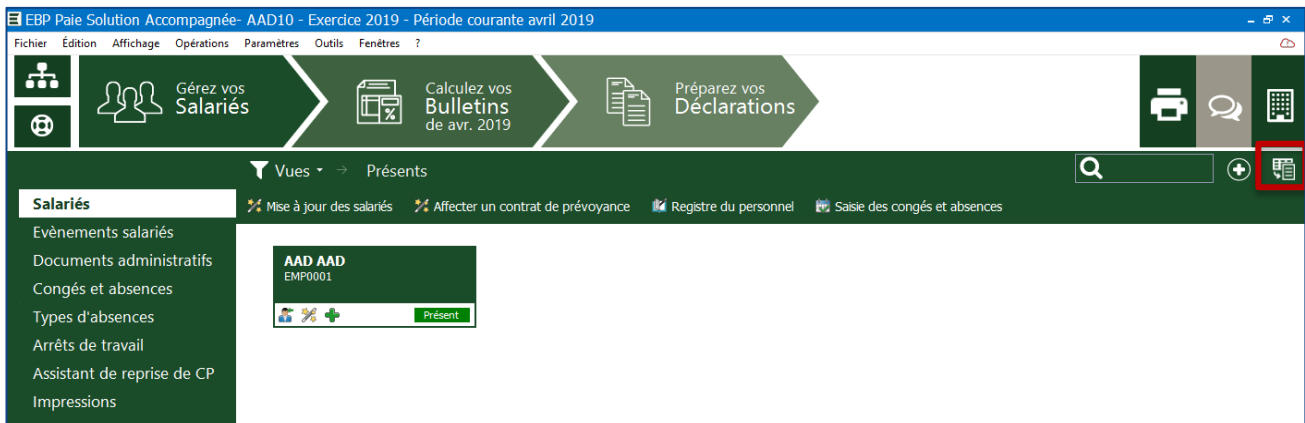 EBP Paie Solution Accompagnée- AAD10 - Exercice 2019 - Période courante avril 2019
Fichier Édition Affichage Opérations Paramètres Outils Fenêtres ?
Gérez vos
Salariés
Calculez vos
Bulletins
de avr. 2019
Préparez vos
Déclarations
Vues → Présents
Salariés
Mise à jour des salariés Affecter un contrat de prévoyance Registre du personnel Saisie des congés et absences
Evènements salariés
Documents administratifs
Congés et absences
Types d'absences
Arrêts de travail
Assistant de reprise de CP
Impressions
AAD AAD
EMP0001
Présent